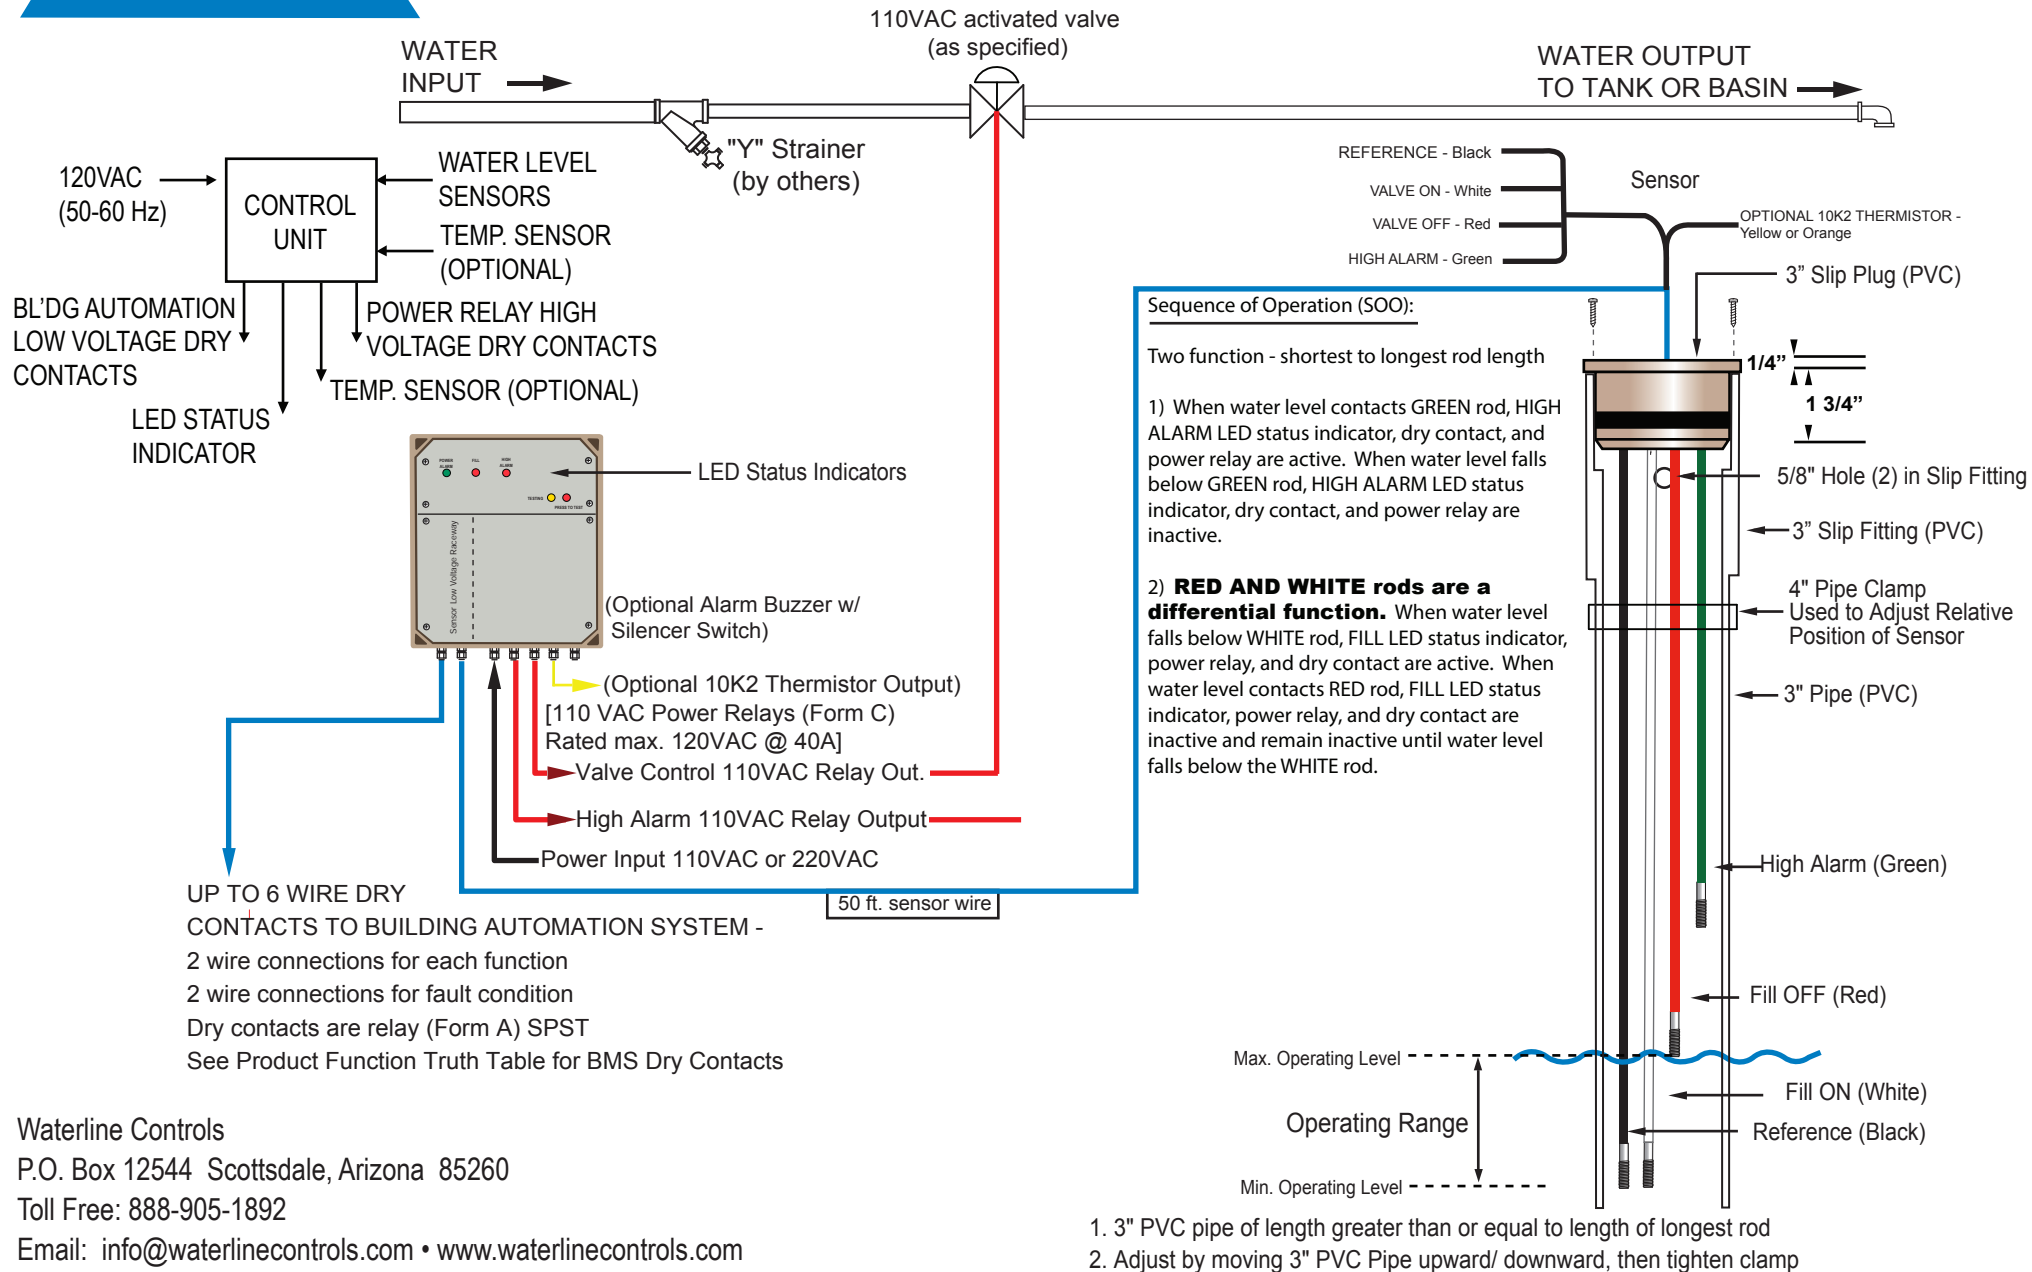 110VAC activated valve
(as specified)
WATER
INPUT
WATER OUTPUT
TO TANK OR BASIN
"Y" Strainer
(by others)
120VAC
(50-60 Hz)
CONTROL
UNIT
WATER LEVEL
SENSORS
TEMP. SENSOR
(OPTIONAL)
BL'DG AUTOMATION
LOW VOLTAGE DRY
CONTACTS
POWER RELAY HIGH
VOLTAGE DRY CONTACTS
TEMP. SENSOR (OPTIONAL)
LED STATUS
INDICATOR
REFERENCE - Black
VALVE ON - White
VALVE OFF - Red
HIGH ALARM - Green
Sensor
OPTIONAL 10K2 THERMISTOR -
Yellow or Orange
3” Slip Plug (PVC)
1/4”
1 3/4”
5/8" Hole (2) in Slip Fitting
3” Slip Fitting (PVC)
4" Pipe Clamp
Used to Adjust Relative
Position of Sensor
3" Pipe (PVC)
High Alarm (Green)
Fill OFF (Red)
Fill ON (White)
Reference (Black)
Max. Operating Level
Operating Range
Min. Operating Level
Sequence of Operation (SOO):
Two function - shortest to longest rod length
1) When water level contacts GREEN rod, HIGH
ALARM LED status indicator, dry contact, and
power relay are active. When water level falls
below GREEN rod, HIGH ALARM LED status
indicator, dry contact, and power relay are
inactive.
2) RED AND WHITE rods are a
differential function. When water level
falls below WHITE rod, FILL LED status indicator,
power relay, and dry contact are active. When
water level contacts RED rod, FILL LED status
indicator, power relay, and dry contact are
inactive and remain inactive until water level
falls below the WHITE rod.
POWER
ALARM
FILL
HIGH
ALARM
TESTING
PRESS TO TEST
Sensor Low Voltage Raceway
LED Status Indicators
(Optional Alarm Buzzer w/
Silencer Switch)
(Optional 10K2 Thermistor Output)
[110 VAC Power Relays (Form C)
Rated max. 120VAC @ 40A]
Valve Control 110VAC Relay Out.
High Alarm 110VAC Relay Output
Power Input 110VAC or 220VAC
50 ft. sensor wire
UP TO 6 WIRE DRY
CONTACTS TO BUILDING AUTOMATION SYSTEM -
2 wire connections for each function
2 wire connections for fault condition
Dry contacts are relay (Form A) SPST
See Product Function Truth Table for BMS Dry Contacts
Waterline Controls
P.O. Box 12544 Scottsdale, Arizona 85260
Toll Free: 888-905-1892
Email: info@waterlinecontrols.com • www.waterlinecontrols.com
1. 3" PVC pipe of length greater than or equal to length of longest rod
2. Adjust by moving 3" PVC Pipe upward/ downward, then tighten clamp